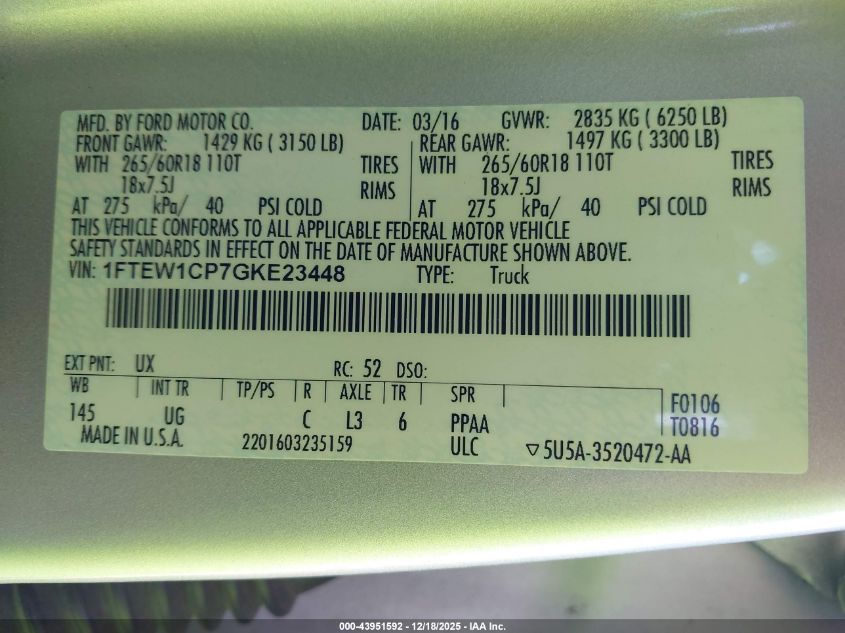 MFD. BY FORD MOTOR CO. DATE: 03/16 GVWR: 2835 KG ( 6250 LB)
FRONT GAWR: 1429 KG ( 3150 LB) REAR GAWR: 1497 KG ( 3300 LB)
WITH 265/60R18 110T TIRES WITH 265/60R18 110T TIRES
18x7.5J RIMS 18x7.5J RIMS
AT 275 kPa/ 40 PSI COLD AT 275 kPa/ 40 PSI COLD
THIS VEHICLE CONFORMS TO ALL APPLICABLE FEDERAL MOTOR VEHICLE
SAFETY STANDARDS IN EFFECT ON THE DATE OF MANUFACTURE SHOWN ABOVE.
VIN: 1FTEW1CP7GKE23448 TYPE: Truck
EXT PNT: UX RC: 52 DSO:
WB INT TR TP/PS R AXLE TR SPR
145 UG C L3 6 PPAA F0106
T0816
MADE IN U.S.A. 2201603235159 ULC ▽5U5A-3520472-AA
000-43951592 - 12/18/2025 - IAA Inc.